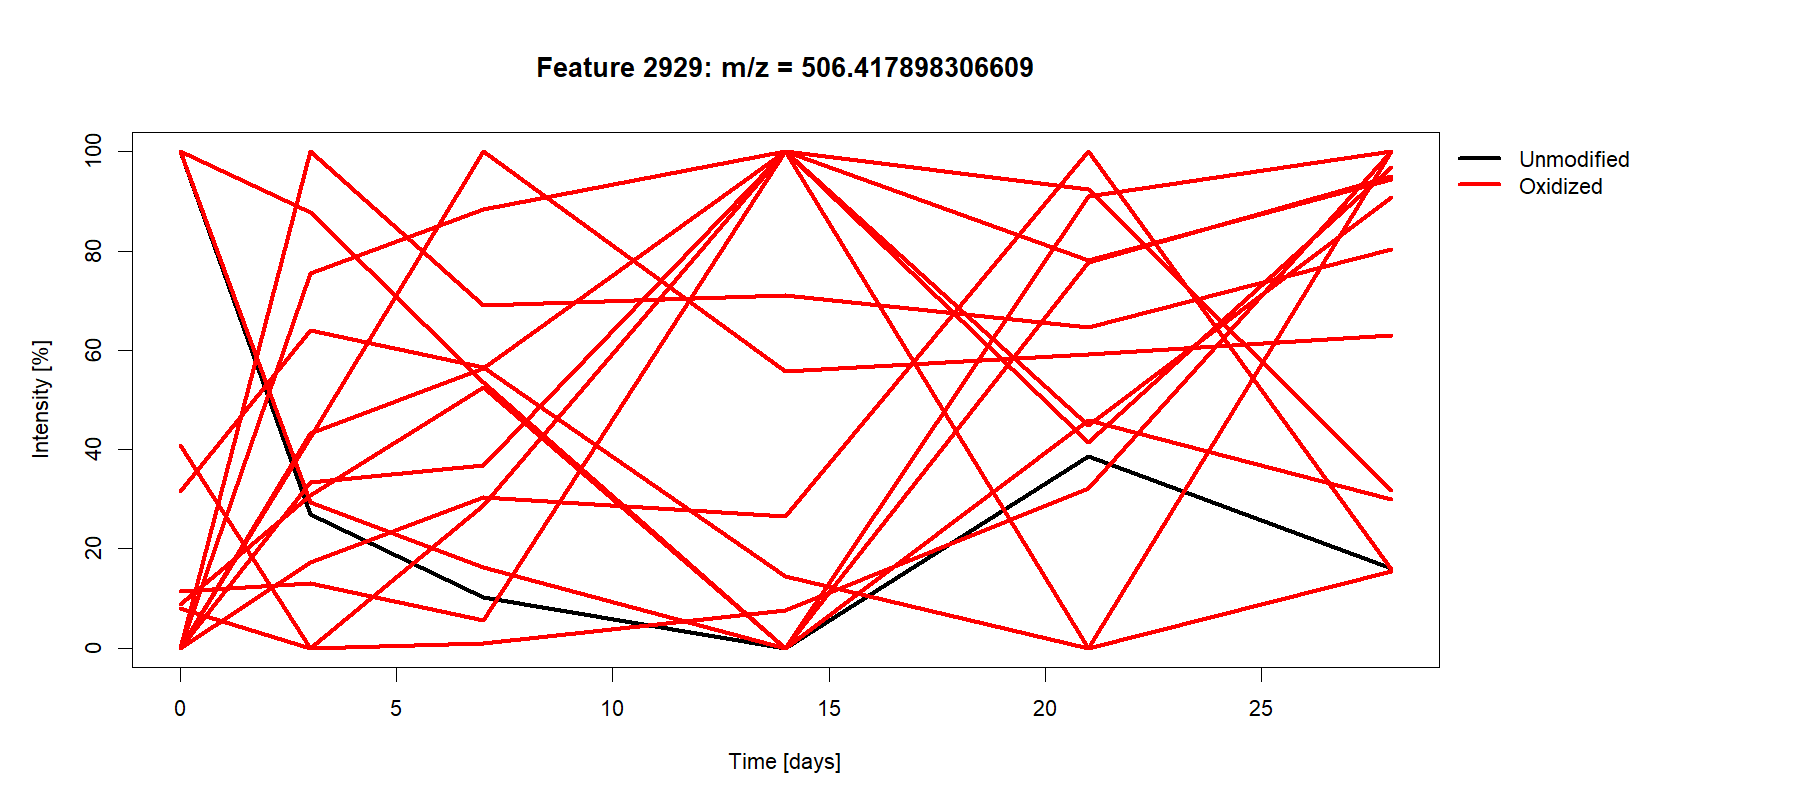 Feature 2929: m/z = 506.417898306609
Unmodified
Oxidized
Intensity [%]
100
80
60
40
20
0
0 5 10 15 20 25
Time [days]